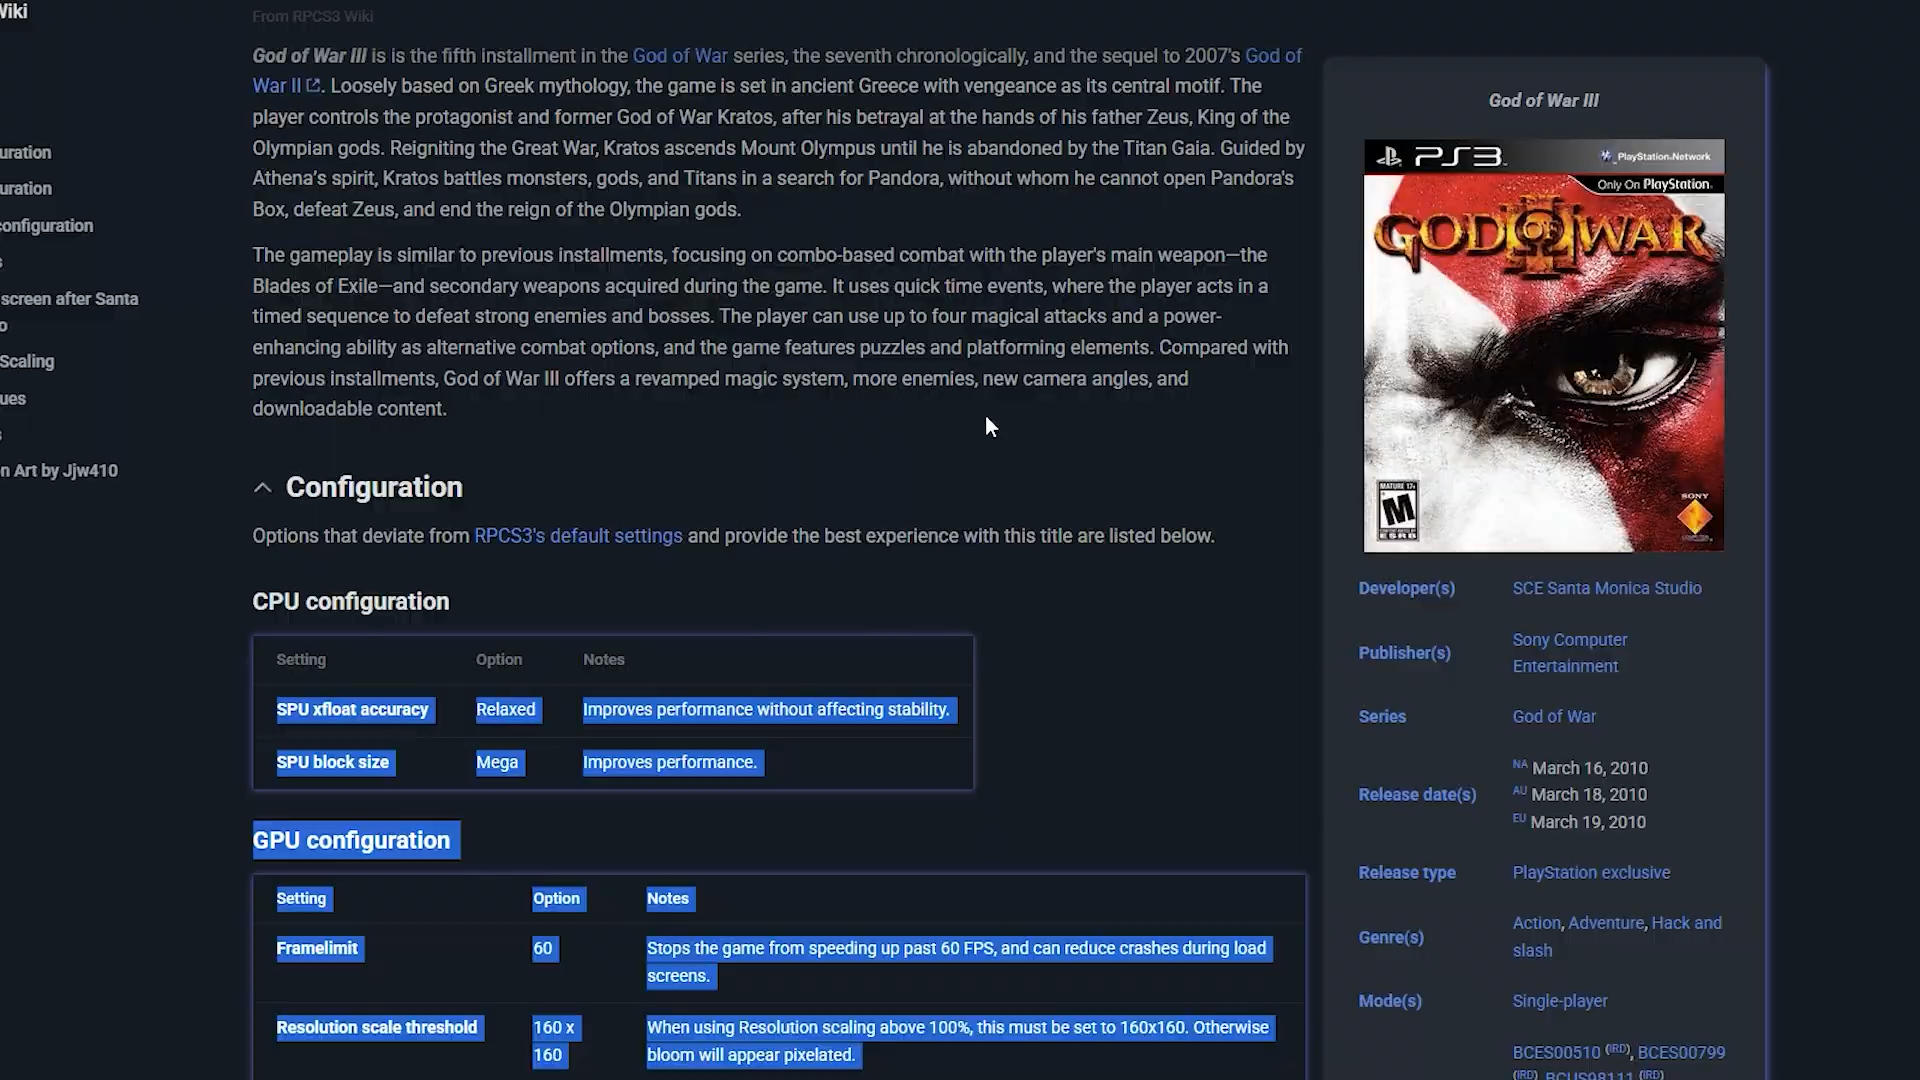 Wiki
From RPCS3 Wiki
God of War III is is the fifth installment in the God of War series, the seventh chronologically, and the sequel to 2007's God of
War II. Loosely based on Greek mythology, the game is set in ancient Greece with vengeance as its central motif. The
player controls the protagonist and former God of War Kratos, after his betrayal at the hands of his father Zeus, King of the
Olympian gods. Reigniting the Great War, Kratos ascends Mount Olympus until he is abandoned by the Titan Gaia. Guided by
Athena's spirit, Kratos battles monsters, gods, and Titans in a search for Pandora, without whom he cannot open Pandora's
Box, defeat Zeus, and end the reign of the Olympian gods.
The gameplay is similar to previous installments, focusing on combo-based combat with the player's main weapon—the
Blades of Exile—and secondary weapons acquired during the game. It uses quick time events, where the player acts in a
timed sequence to defeat strong enemies and bosses. The player can use up to four magical attacks and a power-
enhancing ability as alternative combat options, and the game features puzzles and platforming elements. Compared with
previous installments, God of War III offers a revamped magic system, more enemies, new camera angles, and
downloadable content.
uration
uration
configuration
s
screen after Santa
o
Scaling
ues
s
n Art by Jjw410
Configuration
Options that deviate from RPCS3's default settings and provide the best experience with this title are listed below.
CPU configuration
Setting Option Notes
SPU xfloat accuracy Relaxed Improves performance without affecting stability.
SPU block size Mega Improves performance.
GPU configuration
Setting Option Notes
Framelimit 60 Stops the game from speeding up past 60 FPS, and can reduce crashes during load
screens.
Resolution scale threshold 160 x When using Resolution scaling above 100%, this must be set to 160x160. Otherwise
160 bloom will appear pixelated.
God of War III
PS3 PlayStation Network
Only On PlayStation
GOD OF WAR
III
MATURE 17+
M
ESRB
SONY
COMPUTER
Developer(s) SCE Santa Monica Studio
Publisher(s) Sony Computer
Entertainment
Series God of War
Release date(s) NA March 16, 2010
AU March 18, 2010
EU March 19, 2010
Release type PlayStation exclusive
Genre(s) Action, Adventure, Hack and
slash
Mode(s) Single-player
BCES00510 (IRD), BCES00799
(IRD), BCUS98111 (IRD)